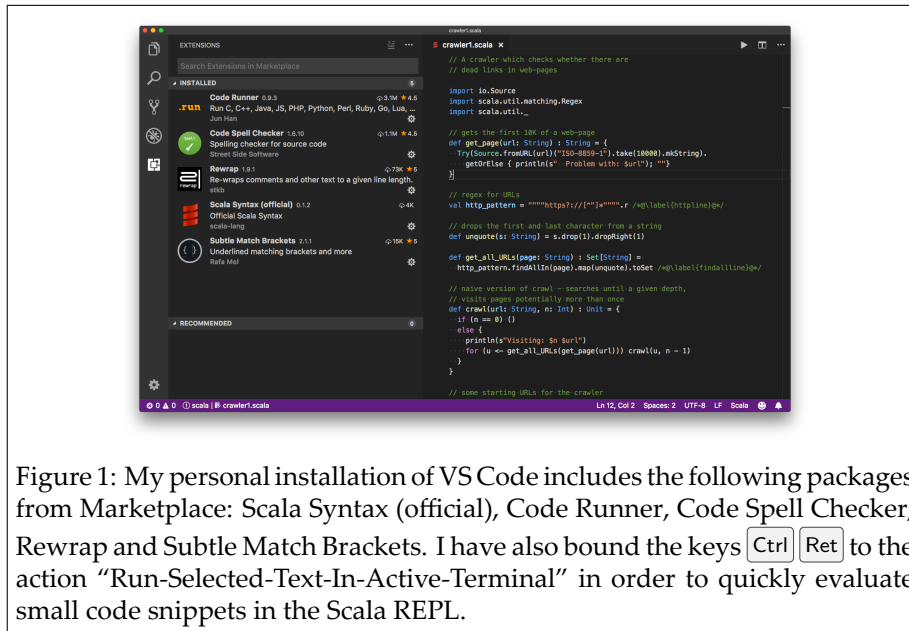 crawler1.scala
EXTENSIONS
Search Extensions in Marketplace
INSTALLED 5
Code Runner 0.9.3 3.1M ★4.5
Run C, C++, Java, JS, PHP, Python, Perl, Ruby, Go, Lua, ...
Jun Han
.run
Code Spell Checker 1.6.10 1.1M ★4.5
Spelling checker for source code
Street Side Software
Rewrap 1.9.1 73K ★5
Re-wraps comments and other text to a given line length.
stkb
rewrap
Scala Syntax (official) 0.1.2 4K
Official Scala Syntax
scala-lang
Subtle Match Brackets 2.1.1 16K ★5
Underlined matching brackets and more
Rafa Mel
RECOMMENDED 0
crawler1.scala ×
// A crawler which checks whether there are
// dead links in web-pages
import io.Source
import scala.util.matching.Regex
import scala.util._
// gets the first 10K of a web-page
def get_page(url: String) : String = {
Try(Source.fromURL(url)("ISO-8859-1").take(10000).mkString).
getOrElse { println(s" Problem with: $url"); ""}
}
// regex for URLs
val http_pattern = """"https?://[^"]*"""".r /*@\label{httpline}@*/
// drops the first and last character from a string
def unquote(s: String) = s.drop(1).dropRight(1)
def get_all_URLs(page: String) : Set[String] =
http_pattern.findAllIn(page).map(unquote).toSet /*@\label{findallline}@*/
// naive version of crawl - searches until a given depth,
// visits pages potentially more than once
def crawl(url: String, n: Int) : Unit = {
if (n == 0) ()
else {
println(s"Visiting: $n $url")
for (u <- get_all_URLs(get_page(url))) crawl(u, n - 1)
}
}
// some starting URLs for the crawler
0 0 scala | crawler1.scala Ln 12, Col 2 Spaces: 2 UTF-8 LF Scala
Figure 1: My personal installation of VS Code includes the following packages
from Marketplace: Scala Syntax (official), Code Runner, Code Spell Checker,
Rewrap and Subtle Match Brackets. I have also bound the keys Ctrl Ret to the
action “Run-Selected-Text-In-Active-Terminal” in order to quickly evaluate
small code snippets in the Scala REPL.